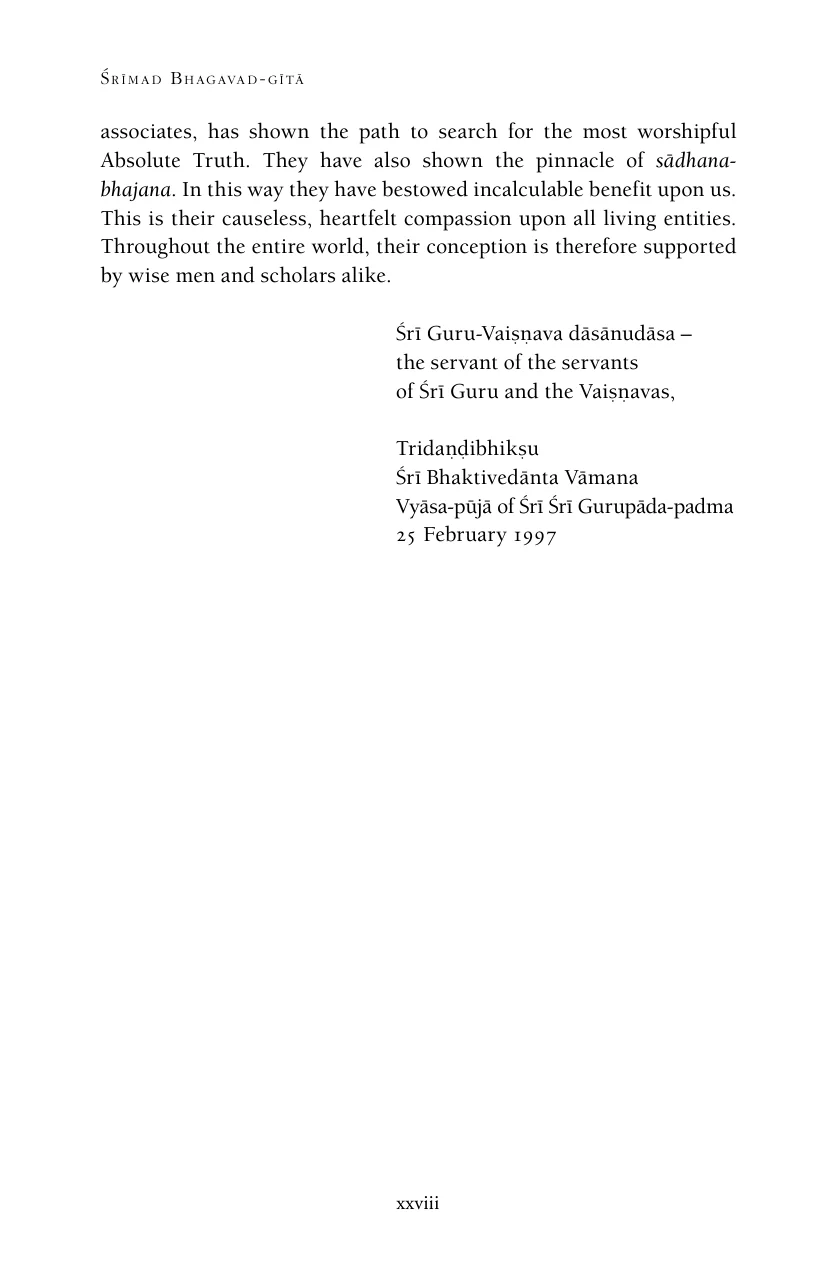 Śrīmad Bhagavad-gītā
associates, has shown the path to search for the most worshipful
Absolute Truth. They have also shown the pinnacle of sādhana-
bhajana. In this way they have bestowed incalculable benefit upon us.
This is their causeless, heartfelt compassion upon all living entities.
Throughout the entire world, their conception is therefore supported
by wise men and scholars alike.
Śrī Guru-Vaiṣṇava dāsānudāsa –
the servant of the servants
of Śrī Guru and the Vaiṣṇavas,
Tridaṇḍibhikṣu
Śrī Bhaktivedānta Vāmana
Vyāsa-pūjā of Śrī Śrī Gurupāda-padma
25 February 1997
xxviii